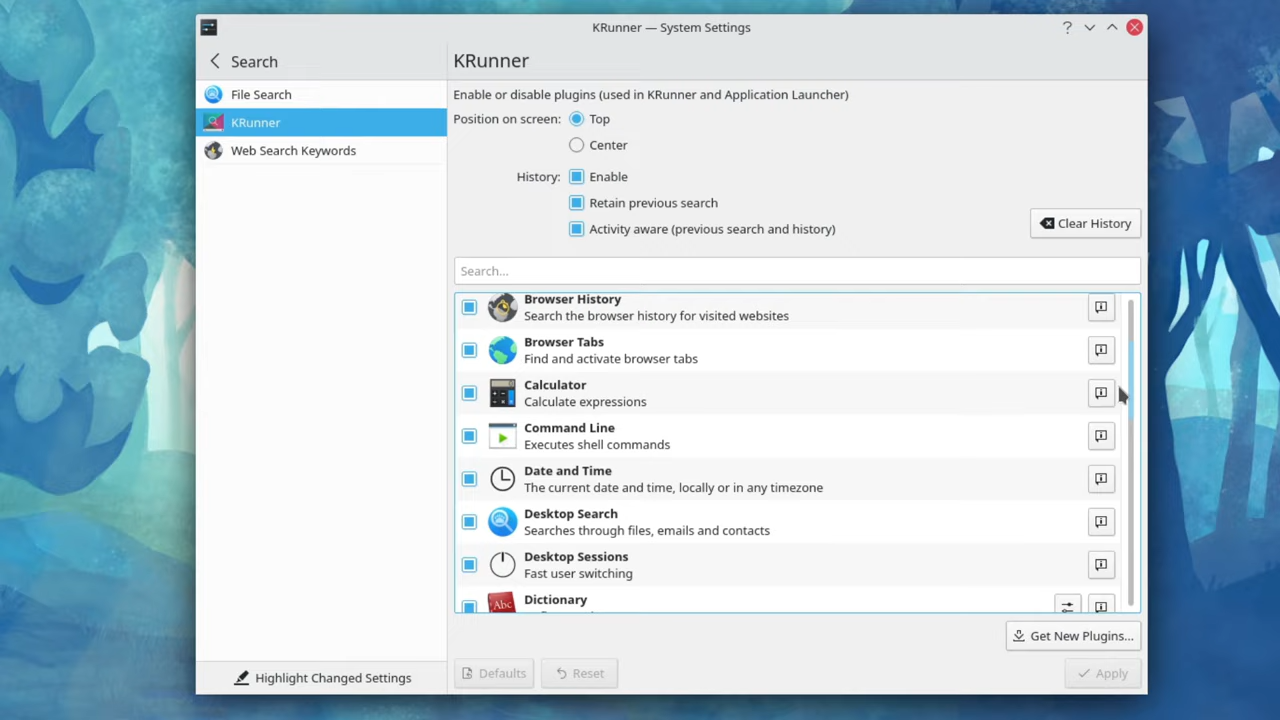 KRunner — System Settings
Search
KRunner
File Search
KRunner
Web Search Keywords
Enable or disable plugins (used in KRunner and Application Launcher)
Position on screen: Top
Center
History: Enable
Retain previous search
Activity aware (previous search and history)
Clear History
Search...
Browser History
Search the browser history for visited websites
Browser Tabs
Find and activate browser tabs
Calculator
Calculate expressions
Command Line
Executes shell commands
Date and Time
The current date and time, locally or in any timezone
Desktop Search
Searches through files, emails and contacts
Desktop Sessions
Fast user switching
Abc
Dictionary
Get New Plugins...
Highlight Changed Settings
Defaults
Reset
Apply